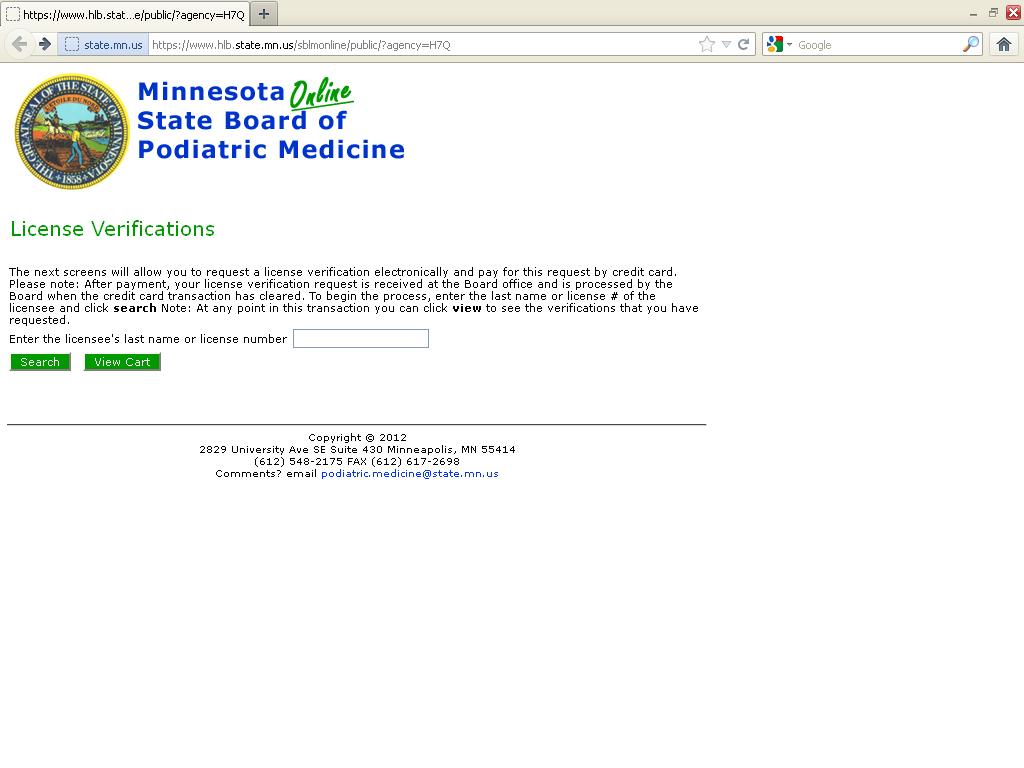 https://www.hlb.stat...e/public/?agency=H7Q
state.mn.us https://www.hlb.state.mn.us/sblmonline/public/?agency=H7Q
Google
THE GREAT SEAL OF THE STATE OF MINNESOTA
L'ETOILE DU NORD
1858
Minnesota Online
State Board of
Podiatric Medicine
License Verifications
The next screens will allow you to request a license verification electronically and pay for this request by credit card.
Please note: After payment, your license verification request is received at the Board office and is processed by the
Board when the credit card transaction has cleared. To begin the process, enter the last name or license # of the
licensee and click search Note: At any point in this transaction you can click view to see the verifications that you have
requested.
Enter the licensee's last name or license number
Search View Cart
Copyright © 2012
2829 University Ave SE Suite 430 Minneapolis, MN 55414
(612) 548-2175 FAX (612) 617-2698
Comments? email podiatric.medicine@state.mn.us